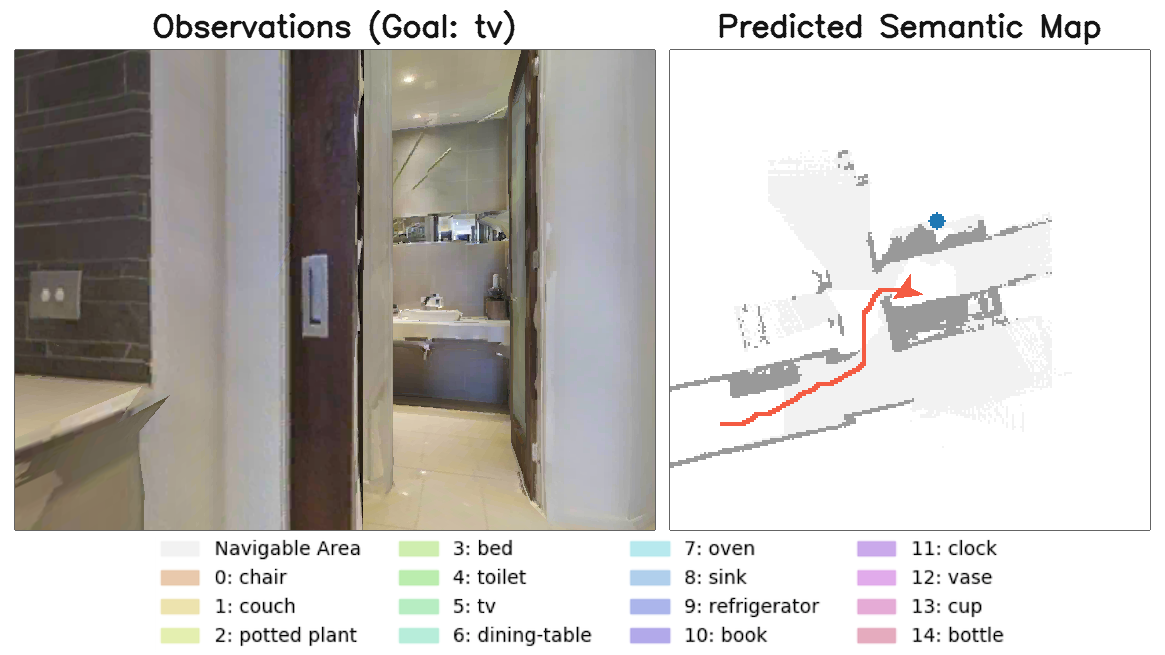 Observations (Goal: tv)
Predicted Semantic Map
Navigable Area
0: chair
1: couch
2: potted plant
3: bed
4: toilet
5: tv
6: dining-table
7: oven
8: sink
9: refrigerator
10: book
11: clock
12: vase
13: cup
14: bottle